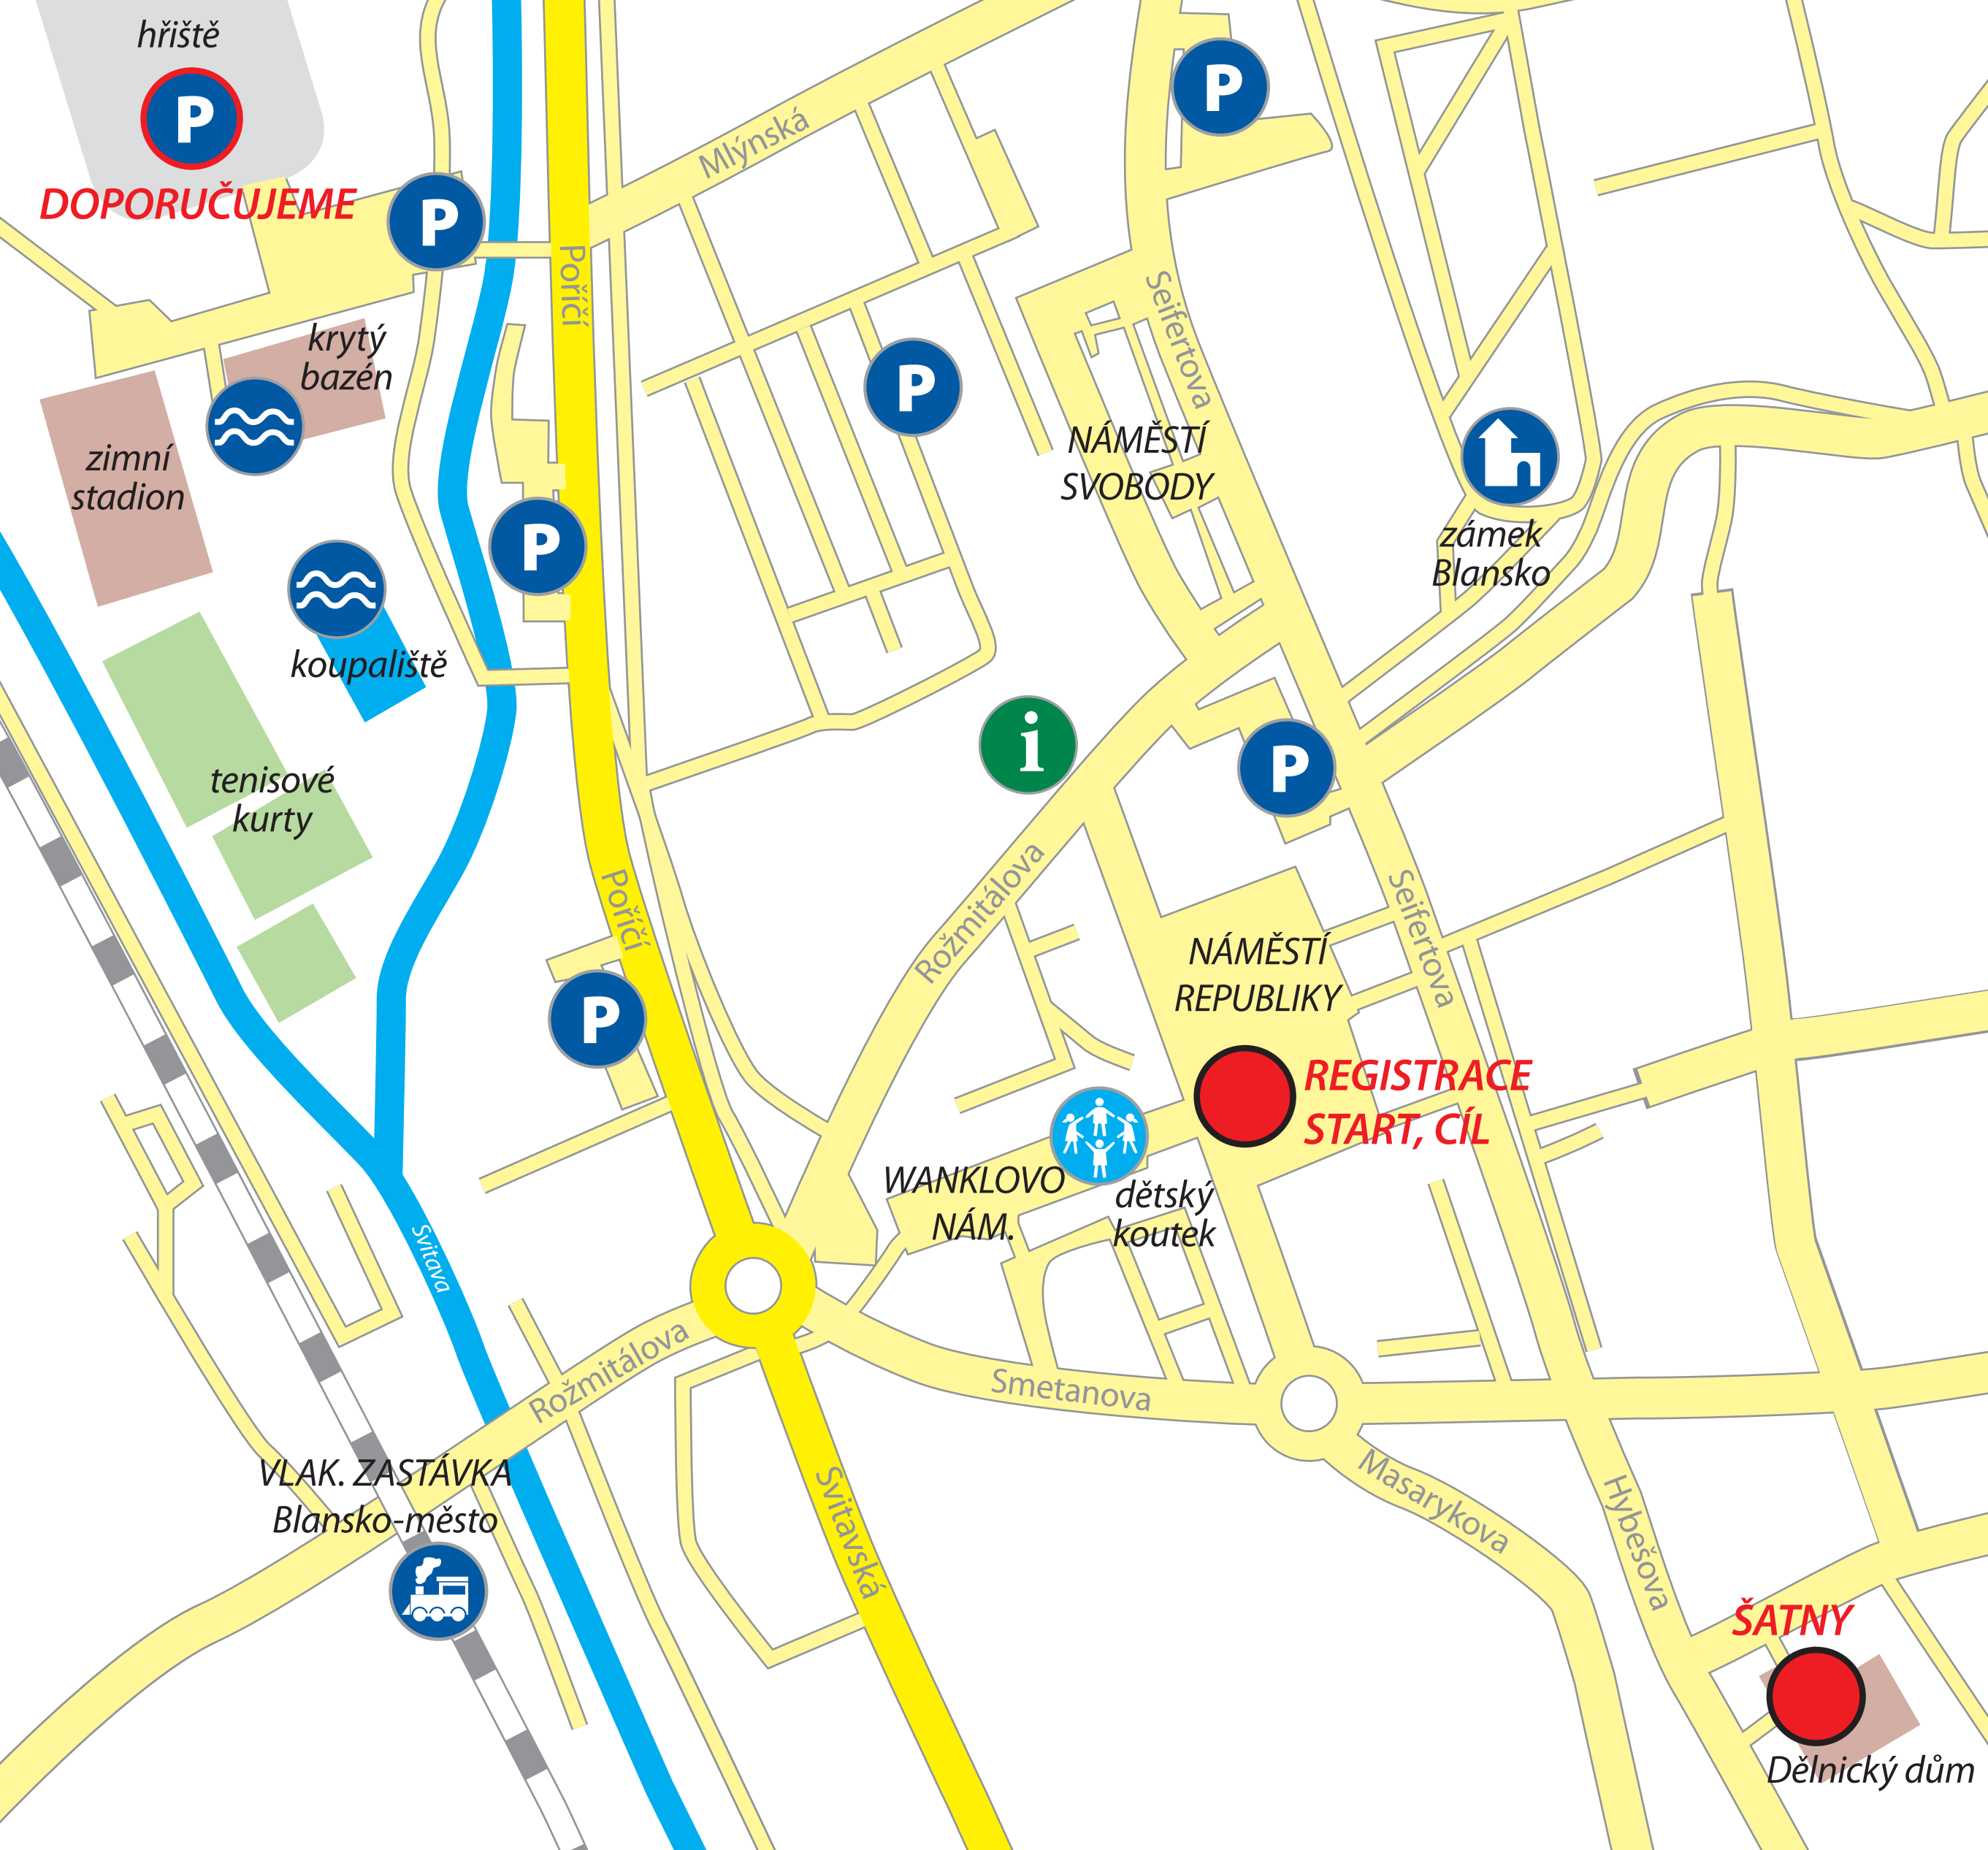 hřiště
P
DOPORUČUJEME
P
P
Mlýnská
Poříčí
Seifertova
krytý
bazén
P
zimní
stadion
NÁMĚSTÍ
SVOBODY
P
zámek
Blansko
koupaliště
i
P
tenisové
kurty
Poříčí
Rožmitálova
Seifertova
NÁMĚSTÍ
REPUBLIKY
P
REGISTRACE
START, CÍL
WANKLOVO
NÁM.
dětský
koutek
Svitava
Rožmitálova
Smetanova
VLAK. ZASTÁVKA
Blansko-město
Svitavská
Masarykova
Hybešova
ŠATNY
Dělnický dům